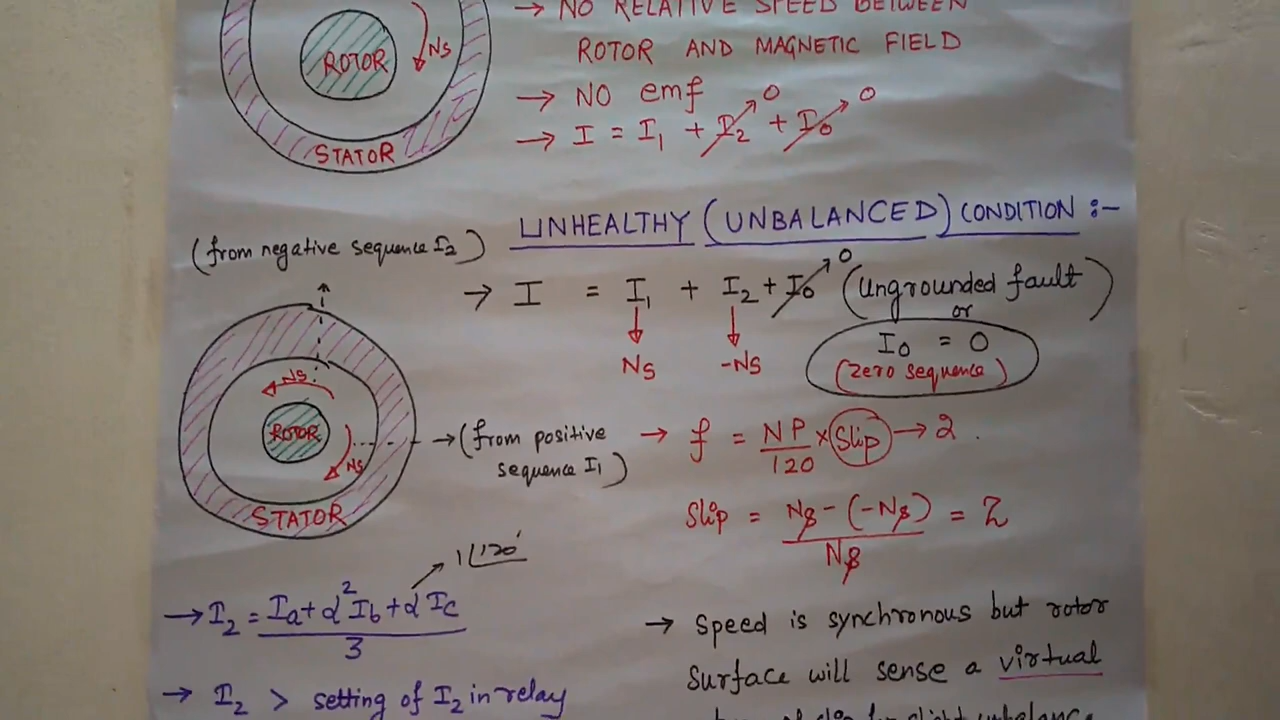 → NO RELATIVE SPEED BETWEEN
ROTOR AND MAGNETIC FIELD
→ NO emf
→ I = I₁ + I₂↗0 + I₀↗0
ROTOR
Ns
STATOR
UNHEALTHY (UNBALANCED) CONDITION :-
(from negative sequence I₂)
→ I = I₁ + I₂ + I₀↗0 (Ungrounded fault)
or
I₀ = 0
(zero sequence)
Ns -Ns
Ns
ROTOR
Ns
STATOR
→ (from positive
sequence I₁)
→ f = NP/120 × Slip → 2 .
Slip = Ns - (-Ns) / Ns = 2
1∠120°
→ I₂ = Ia + α²Ib + αIc / 3
→ I₂ > setting of I₂ in relay
→ Speed is synchronous but rotor
surface will sense a virtual